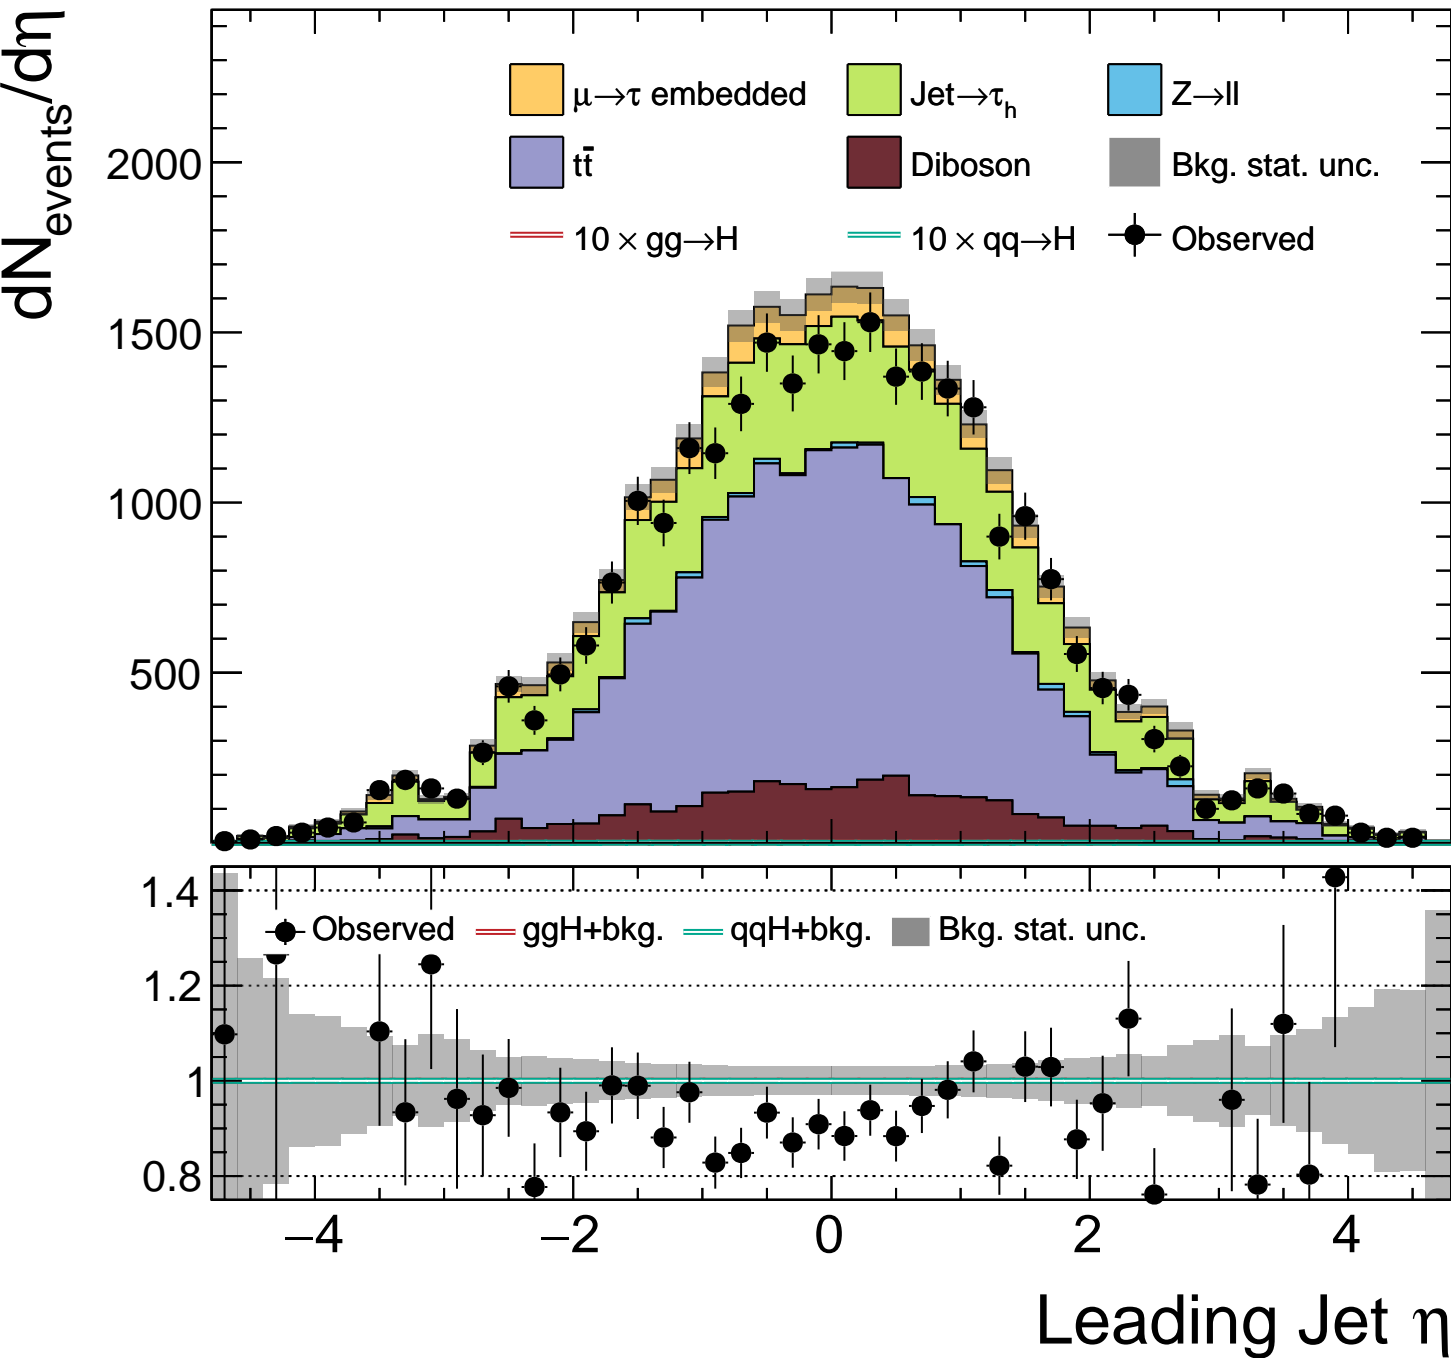 dN_events/dη
μ→τ embedded Jet→τ_h Z→ll
tt̄ Diboson Bkg. stat. unc.
10 × gg→H 10 × qq→H Observed
2000
1500
1000
500
1.4
Observed ggH+bkg. qqH+bkg. Bkg. stat. unc.
1.2
1
0.8
−4 −2 0 2 4
Leading Jet η